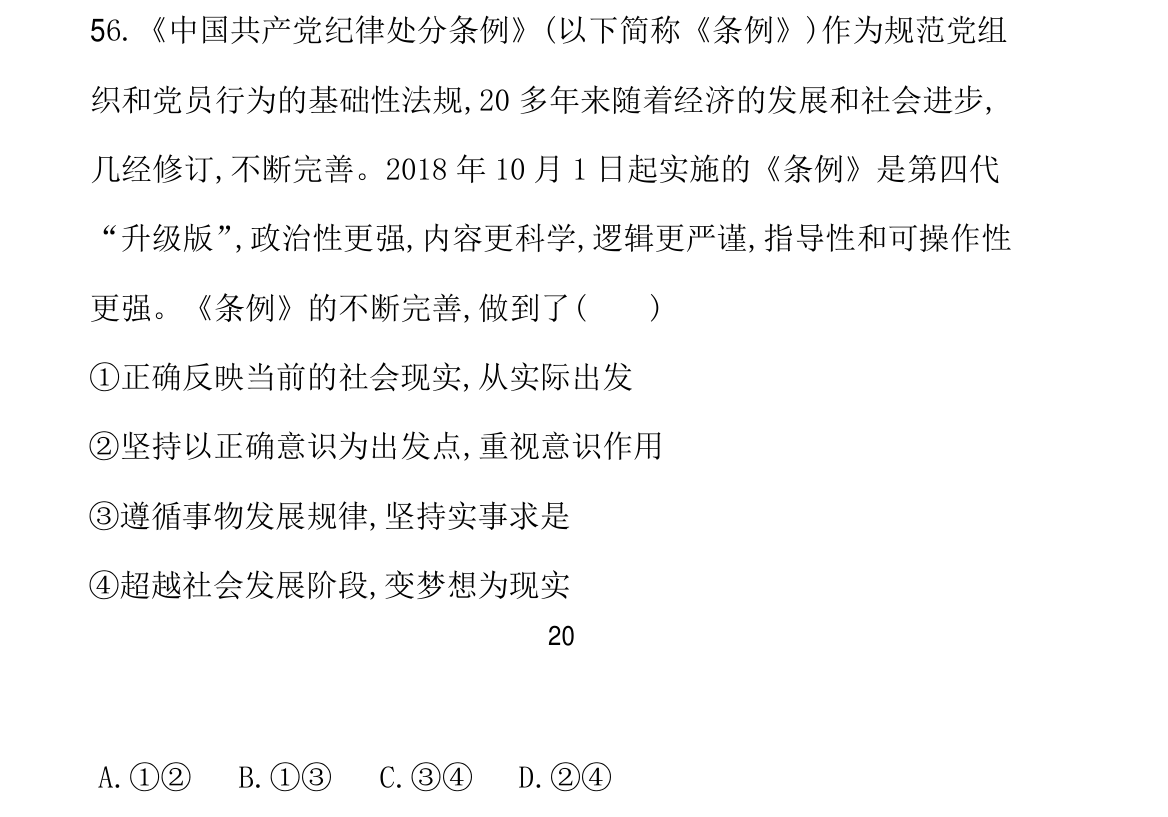 56.《中国共产党纪律处分条例》(以下简称《条例》)作为规范党组
织和党员行为的基础性法规,20 多年来随着经济的发展和社会进步,
几经修订,不断完善。2018 年 10 月 1 日起实施的《条例》是第四代
“升级版”,政治性更强,内容更科学,逻辑更严谨,指导性和可操作性
更强。《条例》的不断完善,做到了(　　)
①正确反映当前的社会现实,从实际出发
②坚持以正确意识为出发点,重视意识作用
③遵循事物发展规律,坚持实事求是
④超越社会发展阶段,变梦想为现实
20
A.①②　B.①③　C.③④　D.②④